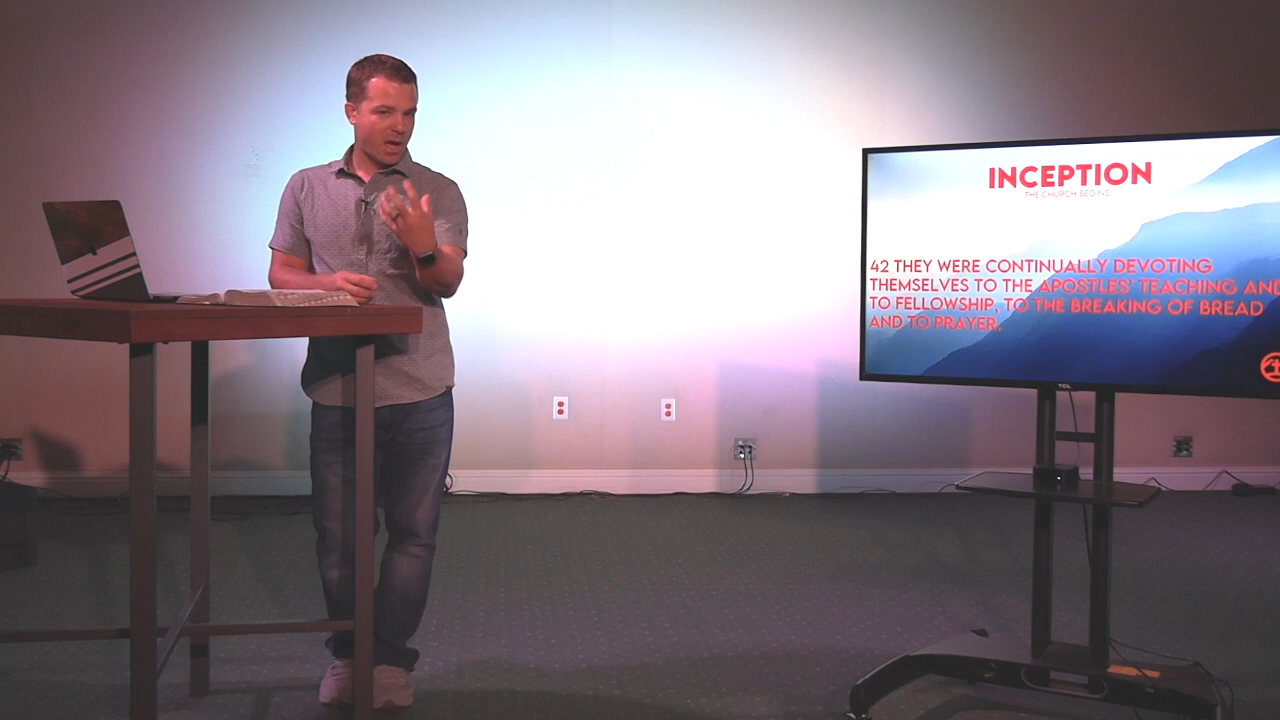 INCEPTION
THE CHURCH BEGINS
42 THEY WERE CONTINUALLY DEVOTING
THEMSELVES TO THE APOSTLES' TEACHING AND
TO FELLOWSHIP, TO THE BREAKING OF BREAD
AND TO PRAYER.
TCL